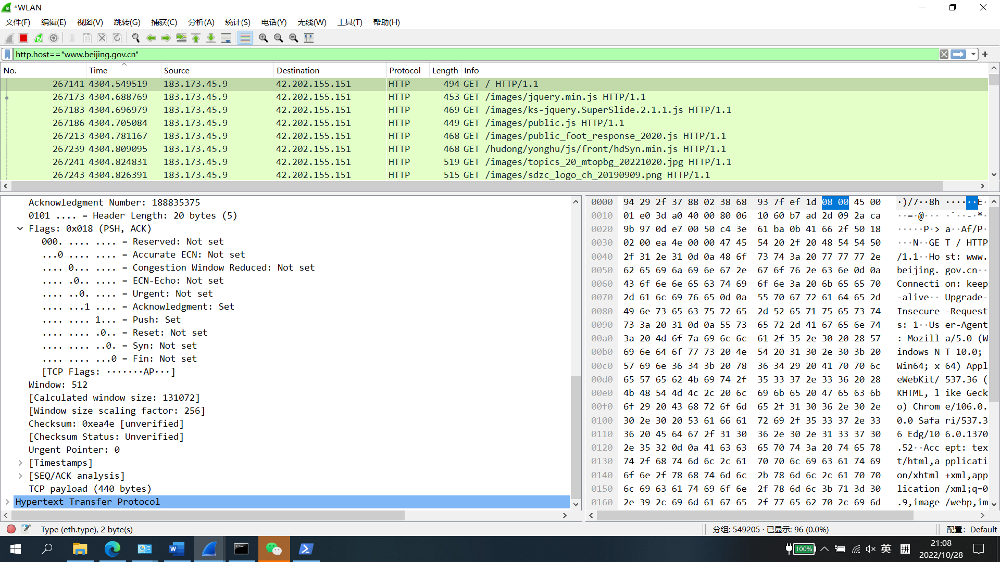 *WLAN
文件(F) 编辑(E) 视图(V) 跳转(G) 捕获(C) 分析(A) 统计(S) 电话(Y) 无线(W) 工具(T) 帮助(H)
http.host=="www.beijing.gov.cn"
No. Time Source Destination Protocol Length Info
267141 4304.549519 183.173.45.9 42.202.155.151 HTTP 494 GET / HTTP/1.1
267173 4304.688769 183.173.45.9 42.202.155.151 HTTP 453 GET /images/jquery.min.js HTTP/1.1
267183 4304.696979 183.173.45.9 42.202.155.151 HTTP 469 GET /images/ks-jquery.SuperSlide.2.1.1.js HTTP/1.1
267186 4304.705084 183.173.45.9 42.202.155.151 HTTP 449 GET /images/public.js HTTP/1.1
267213 4304.781167 183.173.45.9 42.202.155.151 HTTP 468 GET /images/public_foot_response_2020.js HTTP/1.1
267239 4304.809095 183.173.45.9 42.202.155.151 HTTP 468 GET /hudong/yonghu/js/front/hdSyn.min.js HTTP/1.1
267241 4304.824831 183.173.45.9 42.202.155.151 HTTP 519 GET /images/topics_20_mtopbg_20221020.jpg HTTP/1.1
267243 4304.826391 183.173.45.9 42.202.155.151 HTTP 515 GET /images/sdzc_logo_ch_20190909.png HTTP/1.1
Acknowledgment Number: 188835375
0101 .... = Header Length: 20 bytes (5)
Flags: 0x018 (PSH, ACK)
000. .... .... = Reserved: Not set
...0 .... .... = Accurate ECN: Not set
.... 0... .... = Congestion Window Reduced: Not set
.... .0.. .... = ECN-Echo: Not set
.... ..0. .... = Urgent: Not set
.... ...1 .... = Acknowledgment: Set
.... .... 1... = Push: Set
.... .... .0.. = Reset: Not set
.... .... ..0. = Syn: Not set
.... .... ...0 = Fin: Not set
[TCP Flags: ·······AP···]
Window: 512
[Calculated window size: 131072]
[Window size scaling factor: 256]
Checksum: 0xea4e [unverified]
[Checksum Status: Unverified]
Urgent Pointer: 0
[Timestamps]
[SEQ/ACK analysis]
TCP payload (440 bytes)
Hypertext Transfer Protocol
0000 94 29 2f 37 88 02 38 68 93 7f ef 1d 08 00 45 00 ·)/7··8h ······E·
0010 01 e0 3d a0 40 00 80 06 10 60 b7 ad 2d 09 2a ca ··=·@··· ·`··-·*·
0020 9b 97 0d e7 00 50 c4 3e 61 ba 0b 41 66 2f 50 18 ·····P·> a··Af/P·
0030 02 00 ea 4e 00 00 47 45 54 20 2f 20 48 54 54 50 ···N··GE T / HTTP
0040 2f 31 2e 31 0d 0a 48 6f 73 74 3a 20 77 77 77 2e /1.1··Ho st: www.
0050 62 65 69 6a 69 6e 67 2e 67 6f 76 2e 63 6e 0d 0a beijing. gov.cn··
0060 43 6f 6e 6e 65 63 74 69 6f 6e 3a 20 6b 65 65 70 Connecti on: keep
0070 2d 61 6c 69 76 65 0d 0a 55 70 67 72 61 64 65 2d -alive·· Upgrade-
0080 49 6e 73 65 63 75 72 65 2d 52 65 71 75 65 73 74 Insecure -Request
0090 73 3a 20 31 0d 0a 55 73 65 72 2d 41 67 65 6e 74 s: 1··Us er-Agent
00a0 3a 20 4d 6f 7a 69 6c 6c 61 2f 35 2e 30 20 28 57 : Mozill a/5.0 (W
00b0 69 6e 64 6f 77 73 20 4e 54 20 31 30 2e 30 3b 20 indows N T 10.0;
00c0 57 69 6e 36 34 3b 20 78 36 34 29 20 41 70 70 6c Win64; x 64) Appl
00d0 65 57 65 62 4b 69 74 2f 35 33 37 2e 33 36 20 28 eWebKit/ 537.36 (
00e0 4b 48 54 4d 4c 2c 20 6c 69 6b 65 20 47 65 63 6b KHTML, l ike Geck
00f0 6f 29 20 43 68 72 6f 6d 65 2f 31 30 36 2e 30 2e o) Chrom e/106.0.
0100 30 2e 30 20 53 61 66 61 72 69 2f 35 33 37 2e 33 0.0 Safa ri/537.3
0110 36 20 45 64 67 2f 31 30 36 2e 30 2e 31 33 37 30 6 Edg/10 6.0.1370
0120 2e 35 32 0d 0a 41 63 63 65 70 74 3a 20 74 65 78 .52··Acc ept: tex
0130 74 2f 68 74 6d 6c 2c 61 70 70 6c 69 63 61 74 69 t/html,a pplicati
0140 6f 6e 2f 78 68 74 6d 6c 2b 78 6d 6c 2c 61 70 70 on/xhtml +xml,app
0150 6c 69 63 61 74 69 6f 6e 2f 78 6d 6c 3b 71 3d 30 lication /xml;q=0
0160 2e 39 2c 69 6d 61 67 65 2f 77 65 62 70 2c 69 6d .9,image /webp,im
Type (eth.type), 2 byte(s) 分组: 549205 · 已显示: 96 (0.0%) 配置: Default
100% 英 拼 21:08
2022/10/28